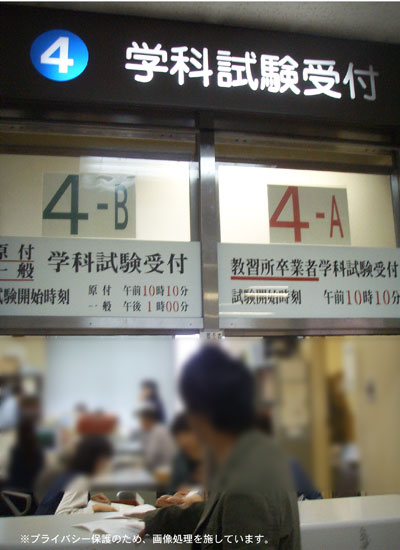 4 学科試験受付
4-B
4-A
原付
一般
学科試験受付
試験開始時刻 原付 午前10時10分
一般 午後 1時00分
教習所卒業者学科試験受付
試験開始時刻 午前10時10
※プライバシー保護のため、画像処理を施しています。